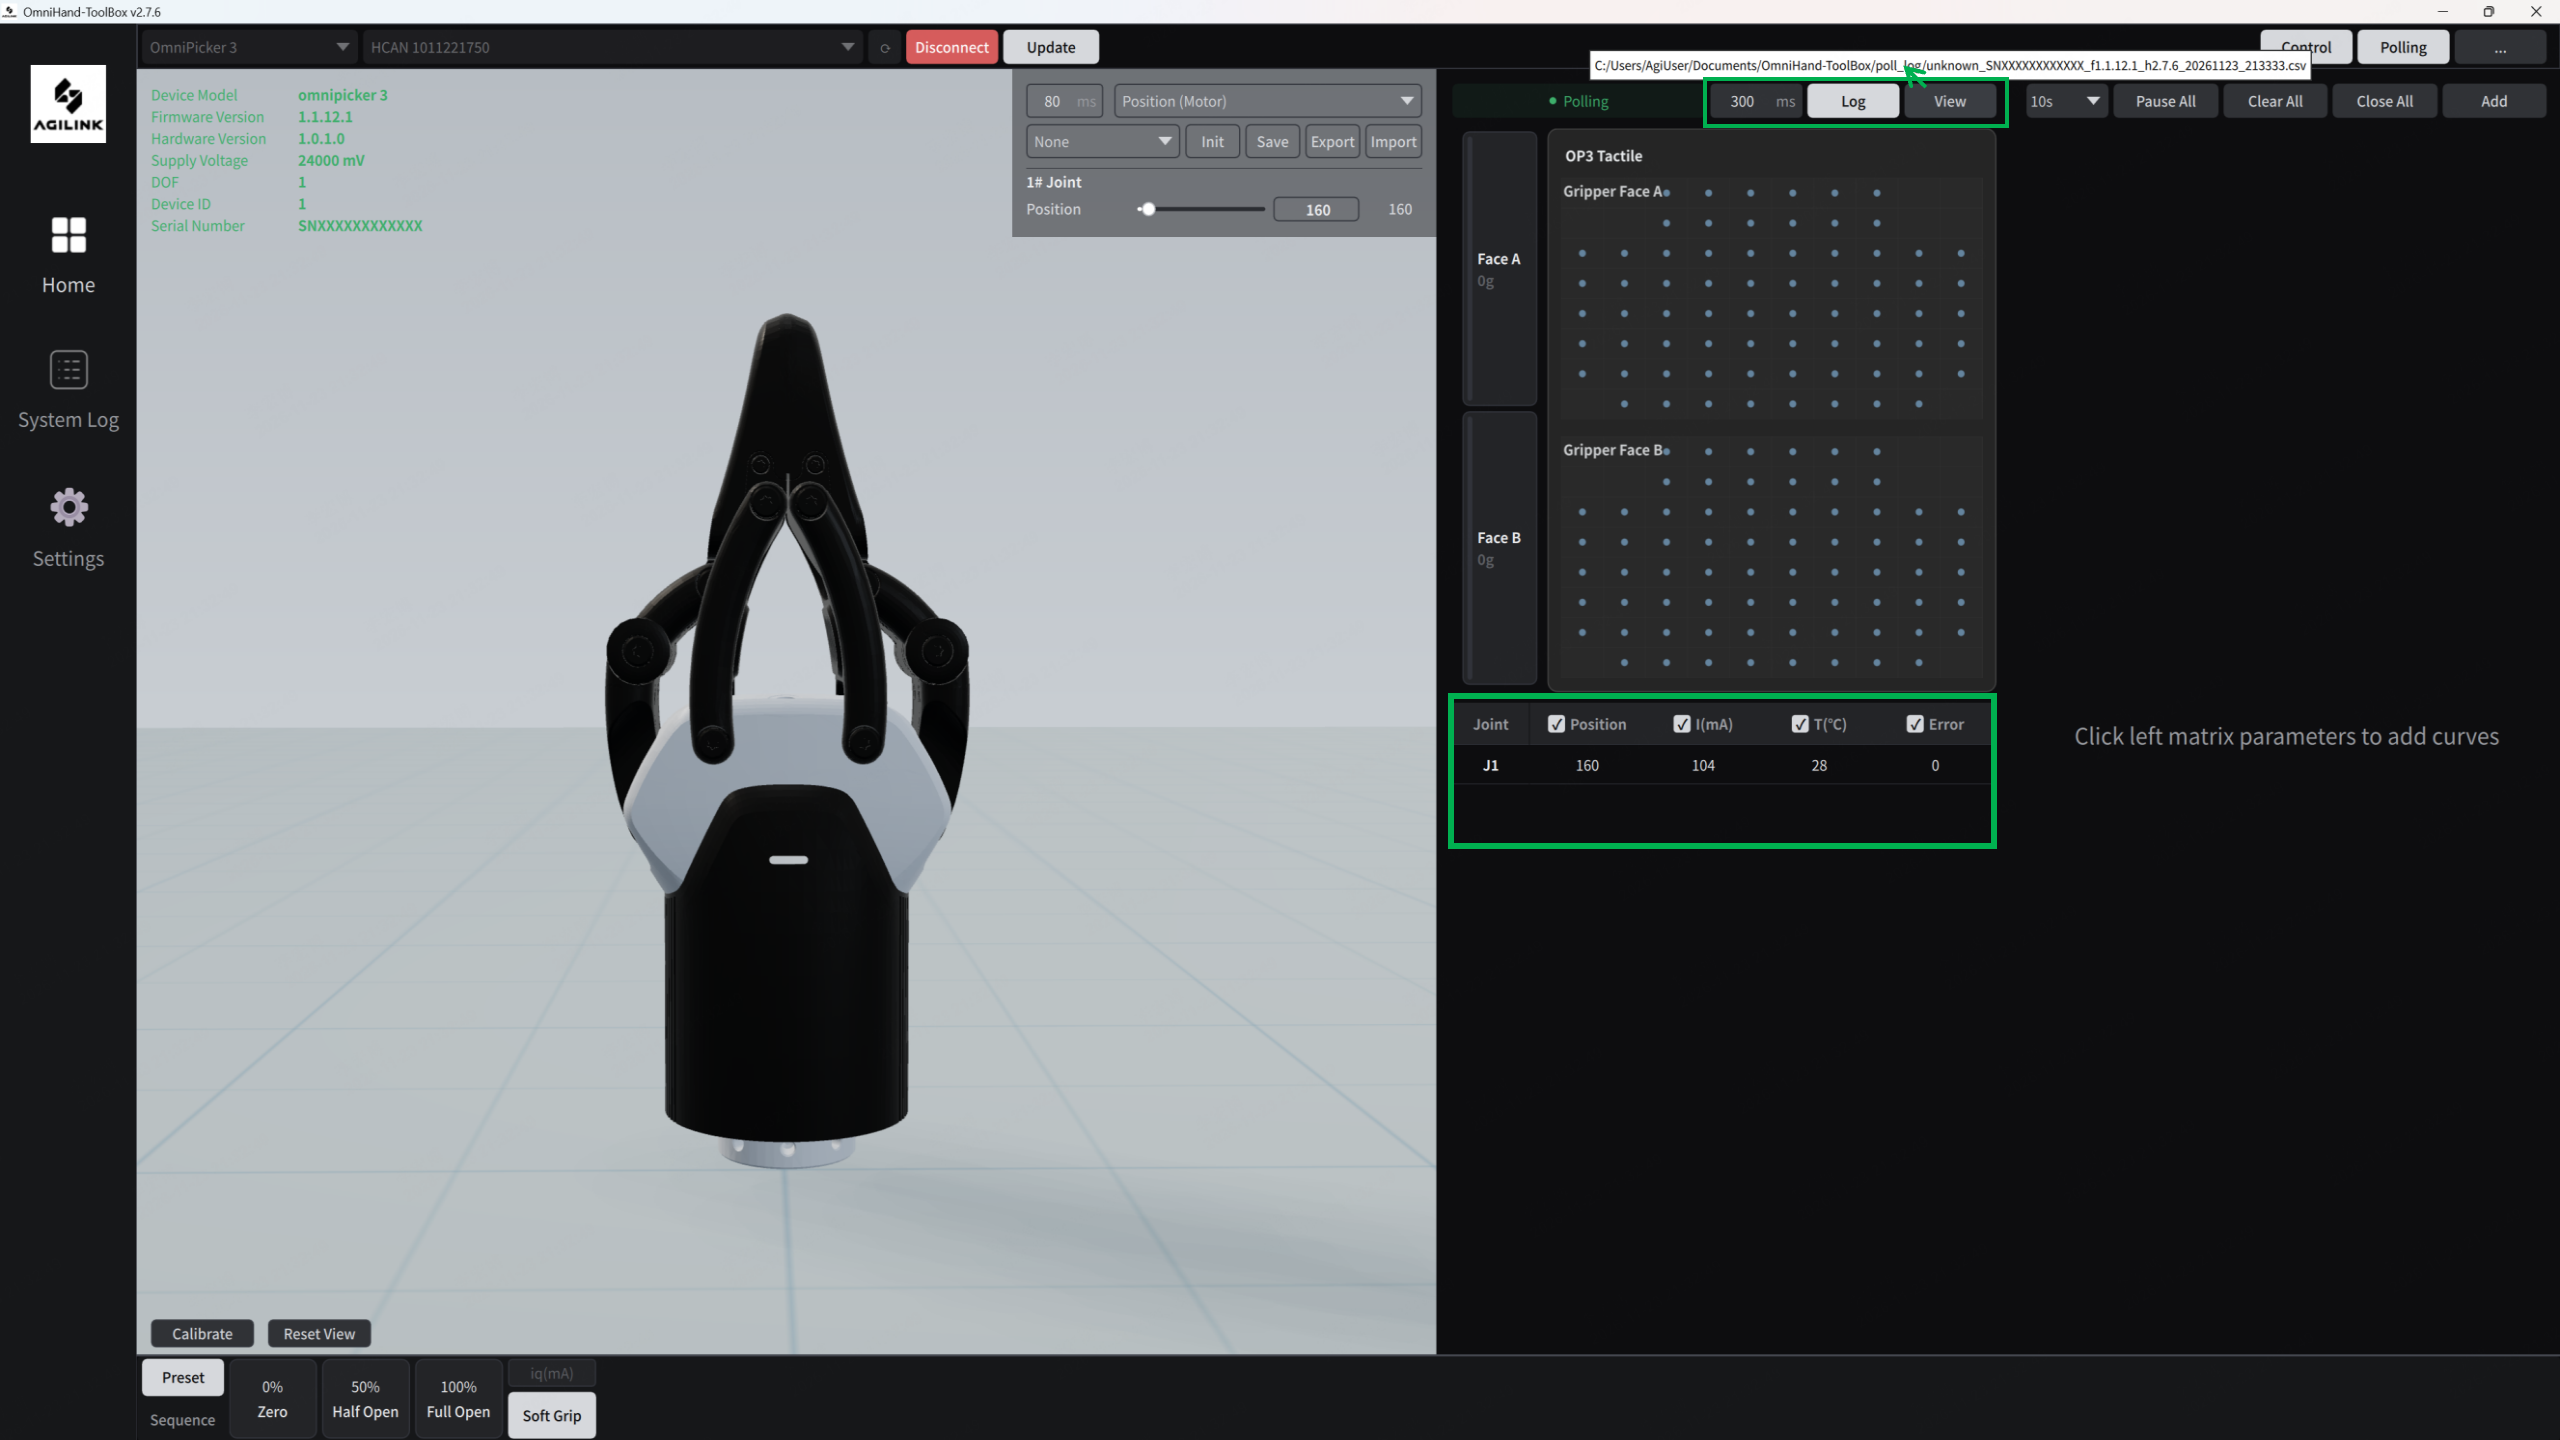 OmniHand-ToolBox v2.7.6
AGILINK
Home
System Log
Settings
OmniPicker 3
HCAN 1011221750
Disconnect
Update
Control
Polling
...
C:/Users/AgiUser/Documents/OmniHand-ToolBox/poll_log/unknown_SNXXXXXXXXXXXX_f1.1.12.1_h2.7.6_20261123_213333.csv
Device Model omnipicker 3
Firmware Version 1.1.12.1
Hardware Version 1.0.1.0
Supply Voltage 24000 mV
DOF 1
Device ID 1
Serial Number SNXXXXXXXXXXXX
80 ms
Position (Motor)
None
Init
Save
Export
Import
1# Joint
Position 160 160
Polling
300 ms
Log
View
10s
Pause All
Clear All
Close All
Add
Face A
0g
Face B
0g
OP3 Tactile
Gripper Face A
Gripper Face B
Joint Position I(mA) T(℃) Error
J1 160 104 28 0
Click left matrix parameters to add curves
Calibrate
Reset View
Preset
Sequence
0%
Zero
50%
Half Open
100%
Full Open
iq(mA)
Soft Grip